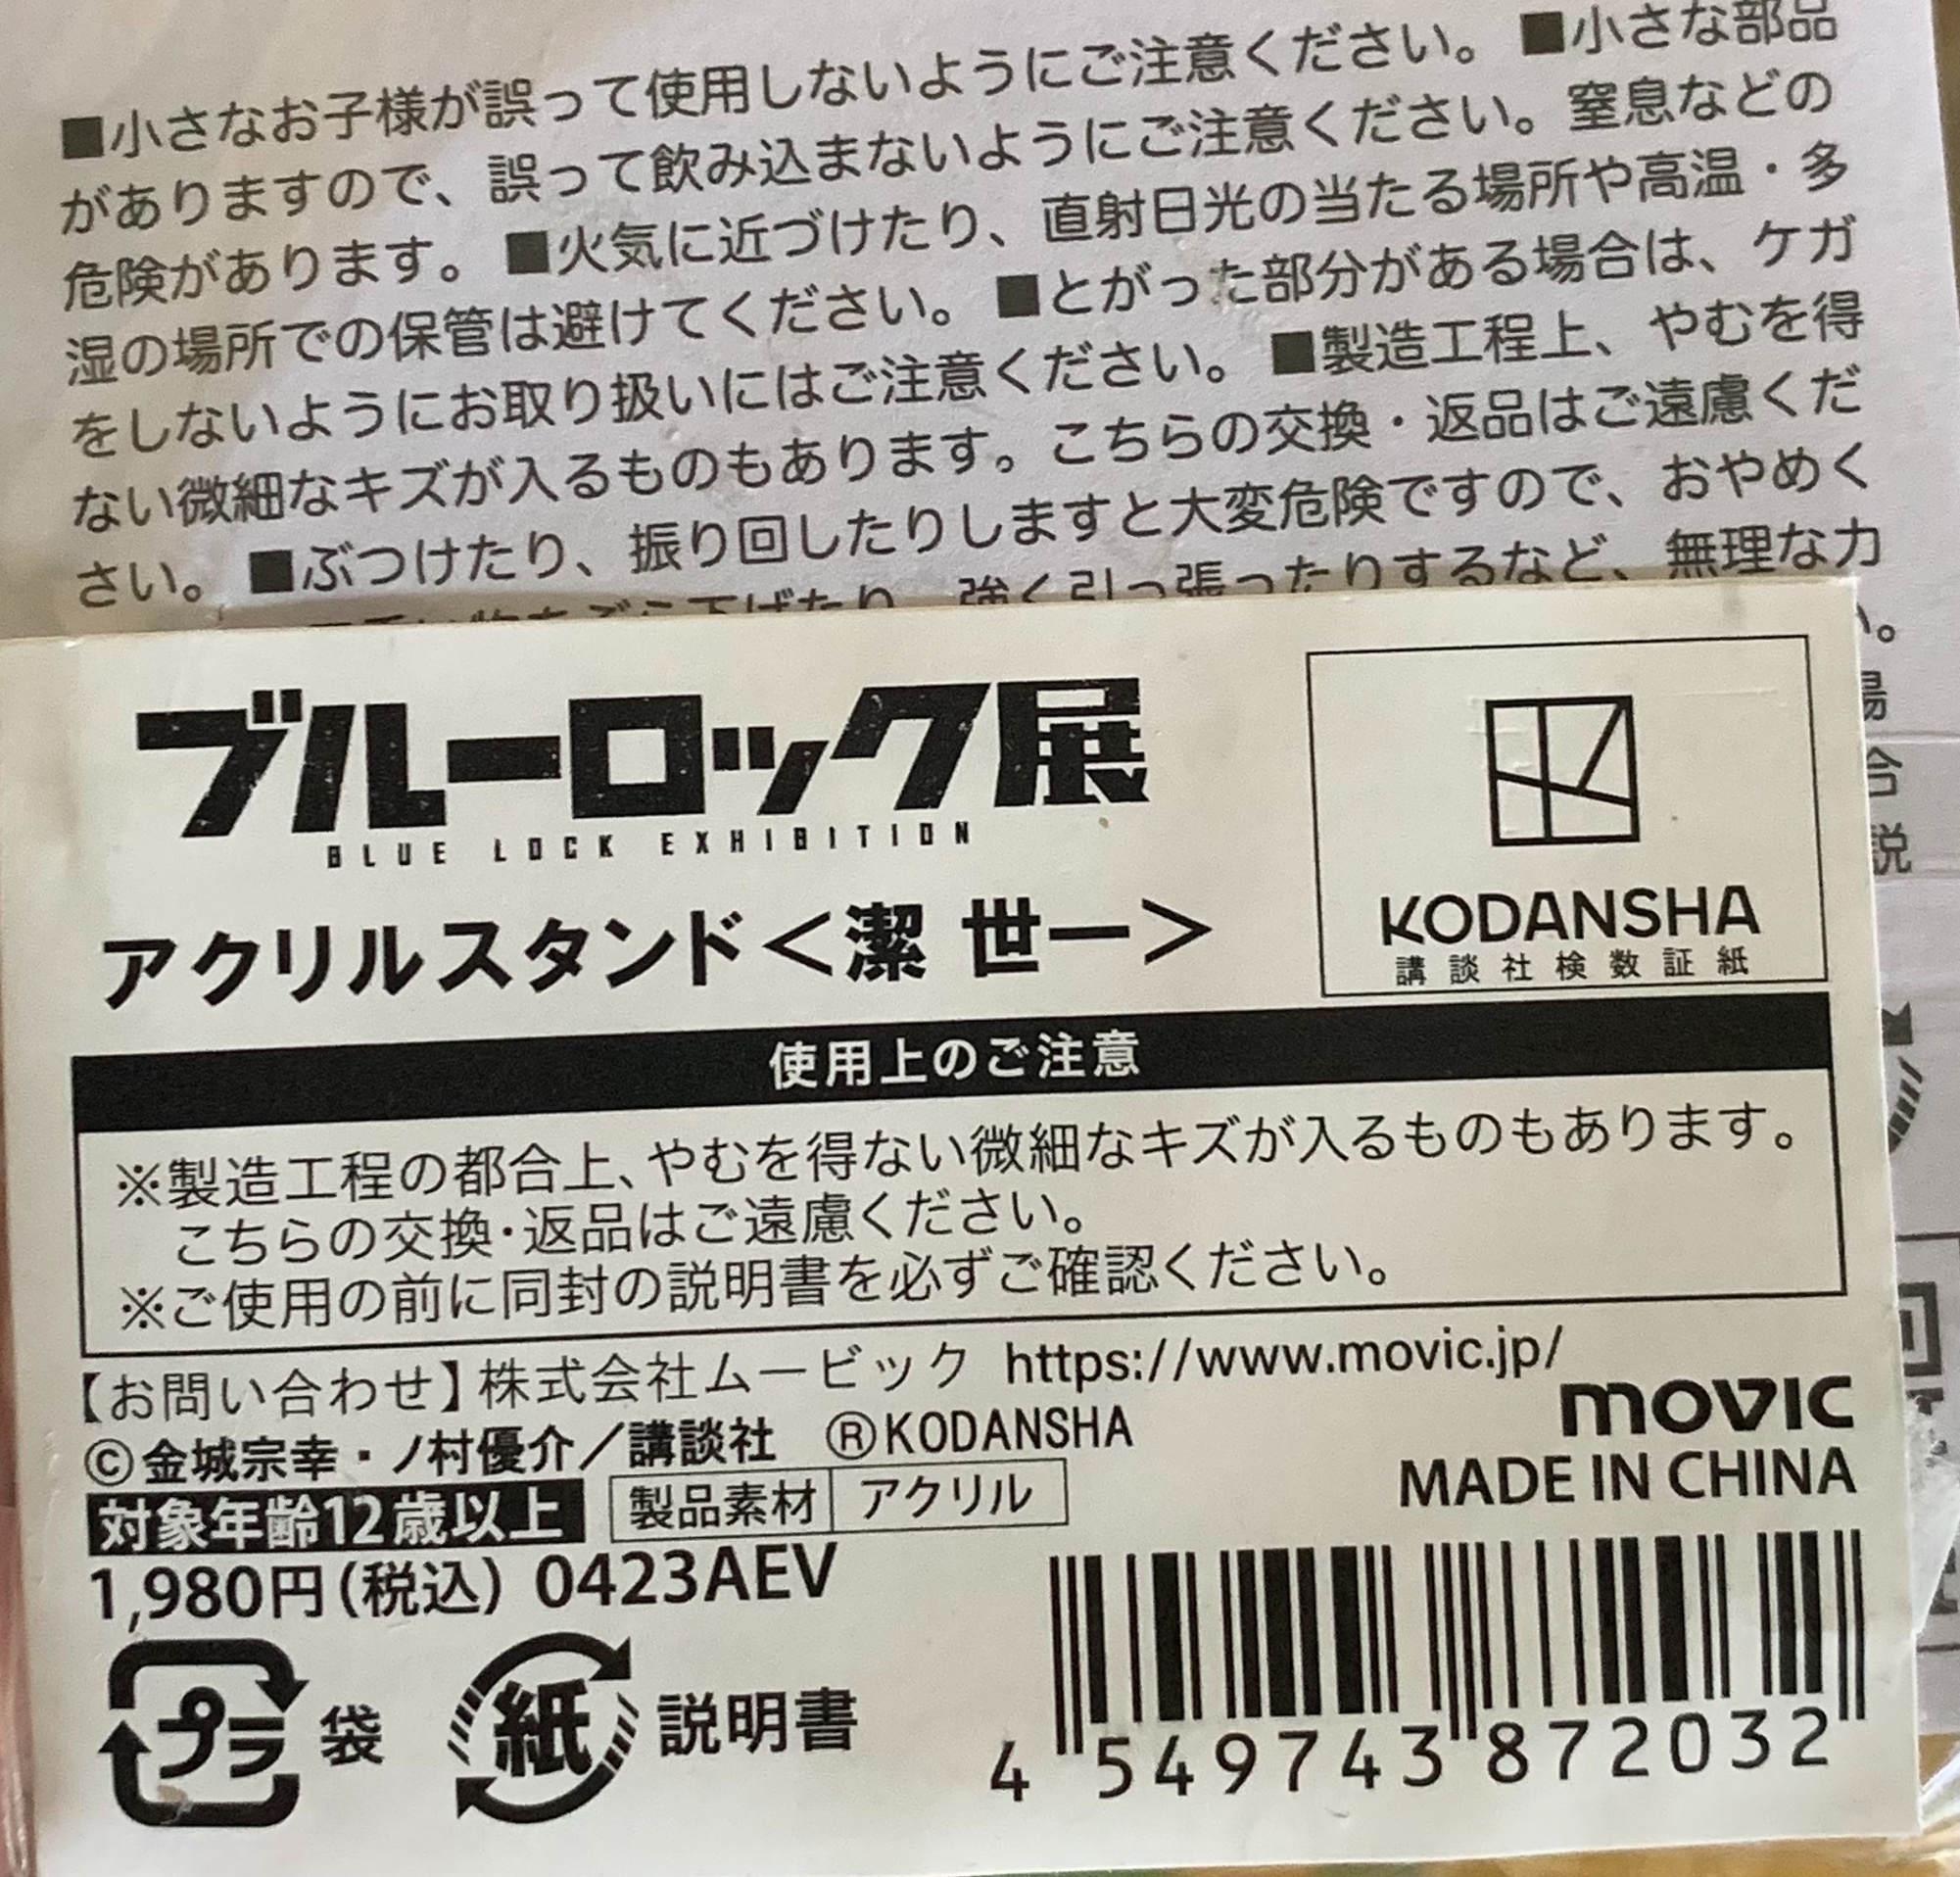 ■小さなお子様が誤って使用しないようにご注意ください。■小さな部品
がありますので、誤って飲み込まないようにご注意ください。窒息などの
危険があります。■火気に近づけたり、直射日光の当たる場所や高温・多
湿の場所での保管は避けてください。■とがった部分がある場合は、ケガ
をしないようにお取り扱いにはご注意ください。■製造工程上、やむを得
ない微細なキズが入るものもあります。こちらの交換・返品はご遠慮くだ
さい。■ぶつけたり、振り回したりしますと大変危険ですので、おやめく
強く引っ張ったりするなど、無理な力
い。
場
合
説
ブルーロック展
BLUE LOCK EXHIBITION
アクリルスタンド＜潔 世一＞
KODANSHA
講談社検数証紙
使用上のご注意
※製造工程の都合上、やむを得ない微細なキズが入るものもあります。
こちらの交換・返品はご遠慮ください。
※ご使用の前に同封の説明書を必ずご確認ください。
【お問い合わせ】株式会社ムービック https://www.movic.jp/
movic
©金城宗幸・ノ村優介／講談社 ®KODANSHA
MADE IN CHINA
対象年齢12歳以上 製品素材 アクリル
1,980円(税込) 0423AEV
プラ 袋 紙 説明書
4 549743 872032